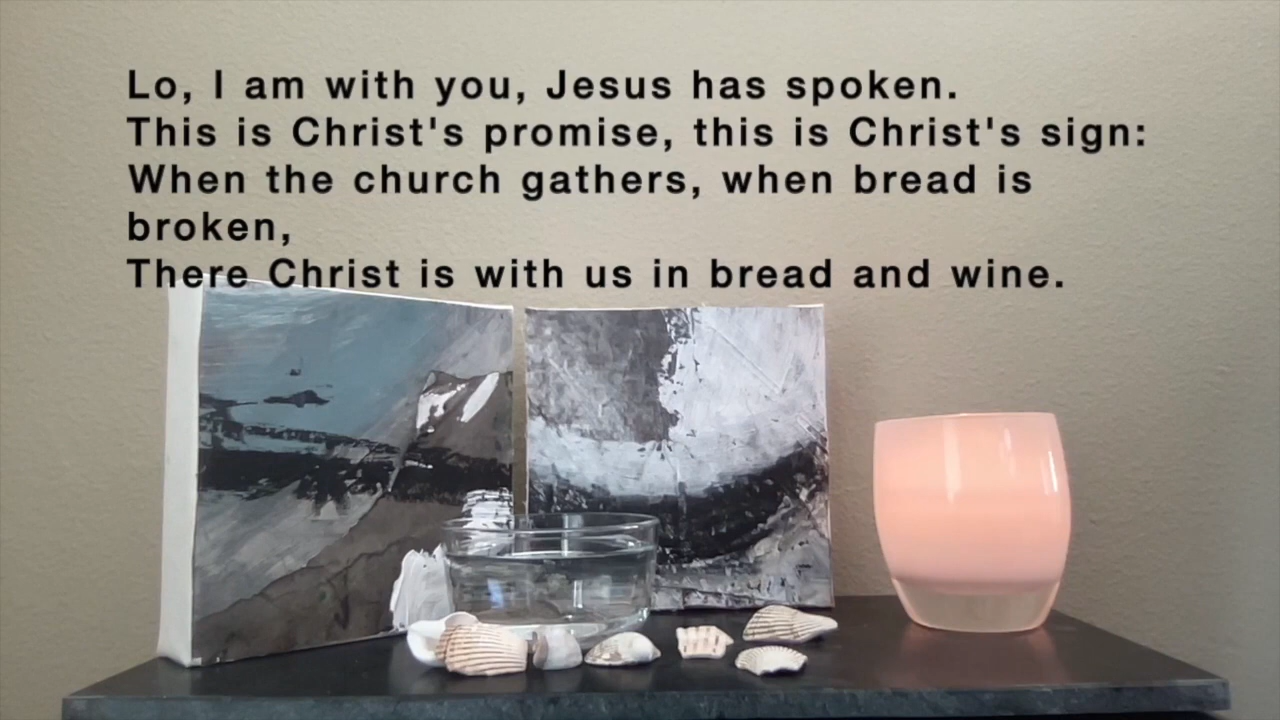 Lo, I am with you, Jesus has spoken.
This is Christ's promise, this is Christ's sign:
When the church gathers, when bread is
broken,
There Christ is with us in bread and wine.